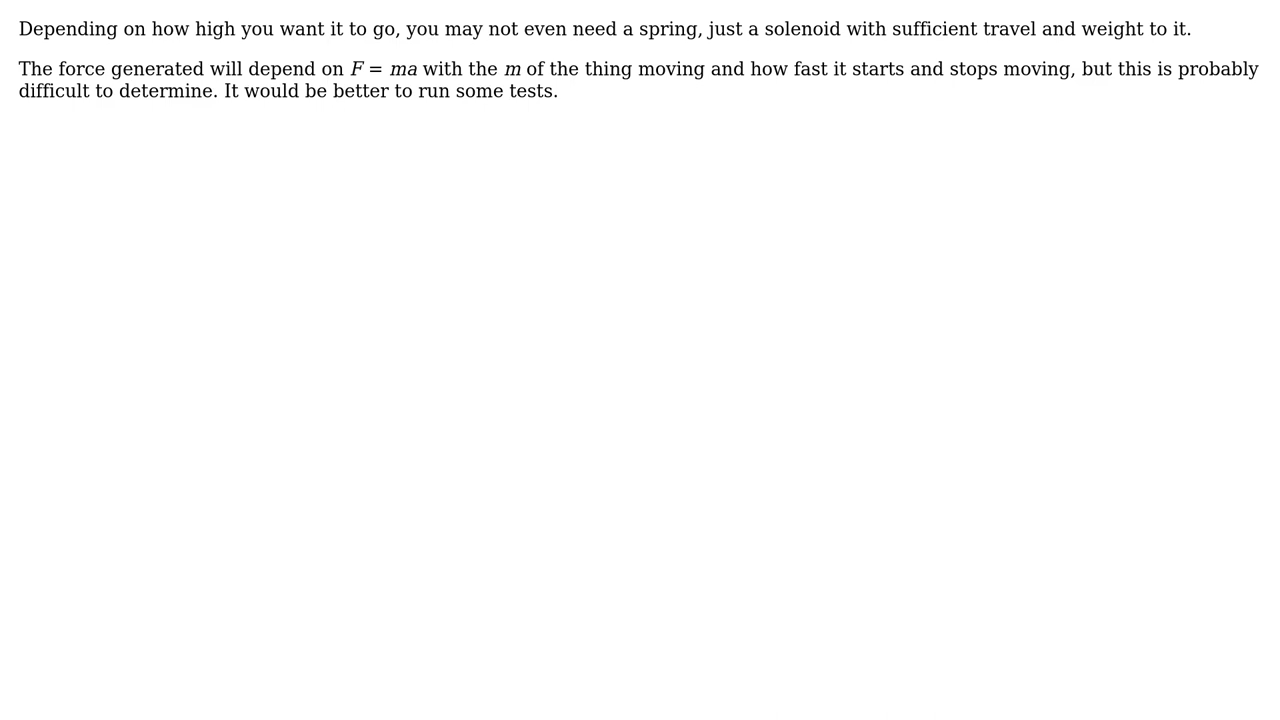 Depending on how high you want it to go, you may not even need a spring, just a solenoid with sufficient travel and weight to it.
The force generated will depend on F = ma with the m of the thing moving and how fast it starts and stops moving, but this is probably
difficult to determine. It would be better to run some tests.